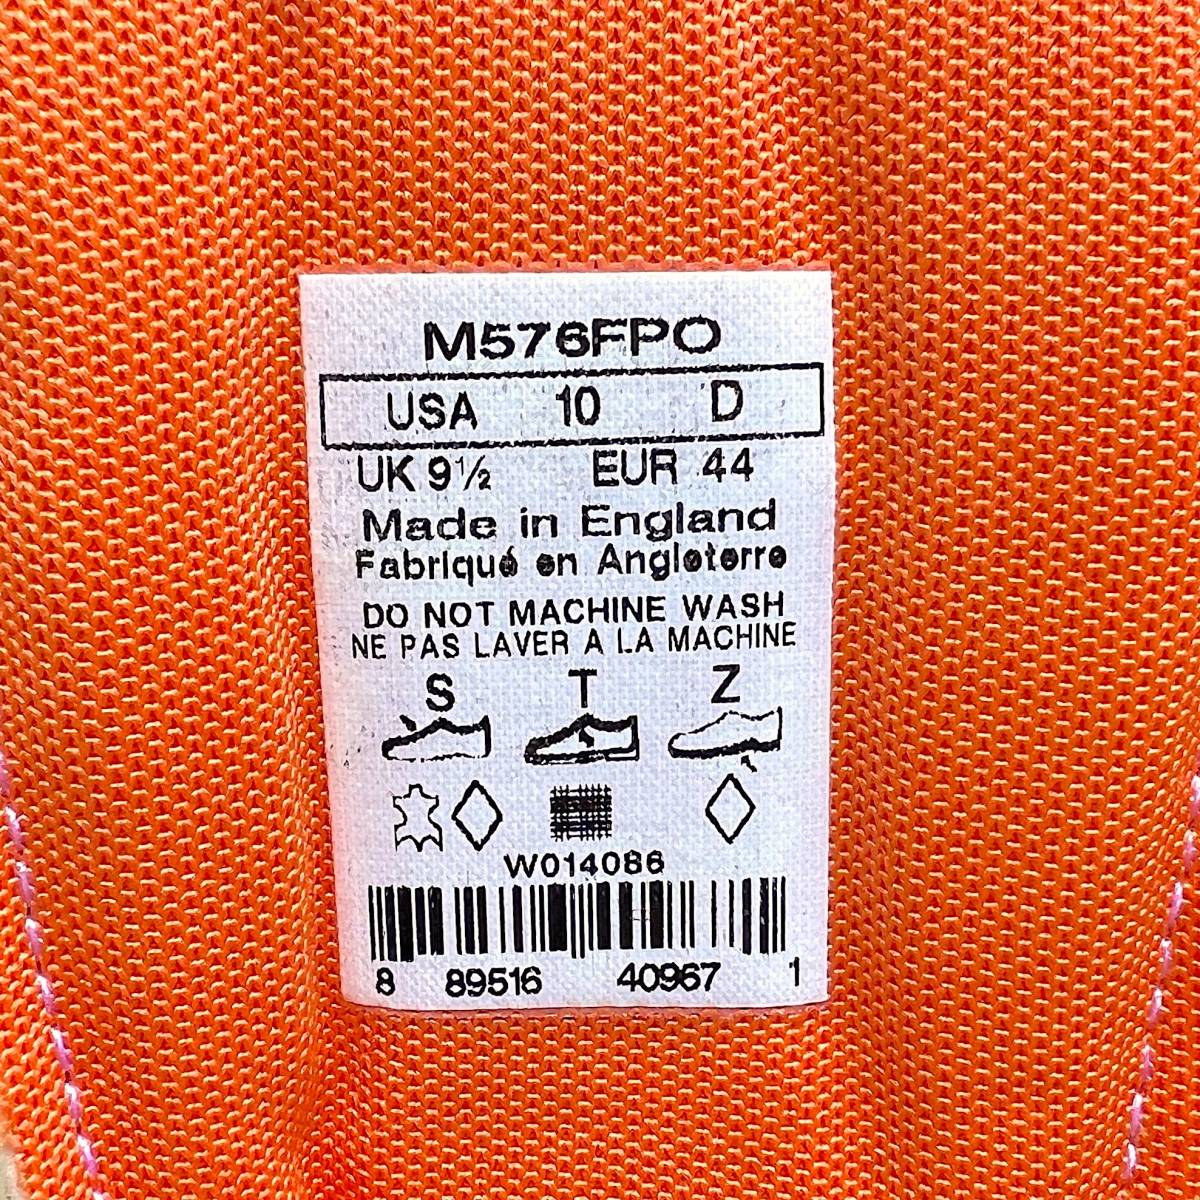 M576FPO
USA 10 D
UK 9½ EUR 44
Made in England
Fabriqué en Angleterre
DO NOT MACHINE WASH
NE PAS LAVER A LA MACHINE
S T Z
W014086
8 89516 40967 1